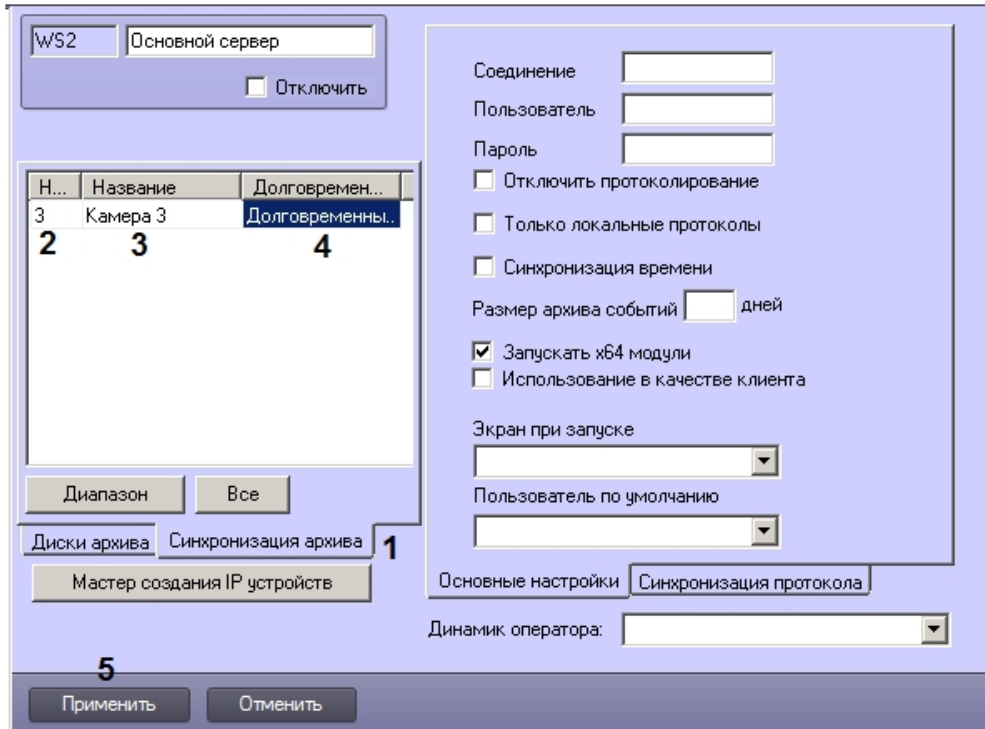 WS2 Основной сервер
Отключить
Н... Название Долговремен...
3 Камера 3 Долговременны..
2 3 4
Диапазон Все
Диски архива Синхронизация архива 1
Мастер создания IP устройств
Соединение
Пользователь
Пароль
Отключить протоколирование
Только локальные протоколы
Синхронизация времени
Размер архива событий дней
Запускать x64 модули
Использование в качестве клиента
Экран при запуске
Пользователь по умолчанию
Основные настройки Синхронизация протокола
Динамик оператора:
5
Применить Отменить